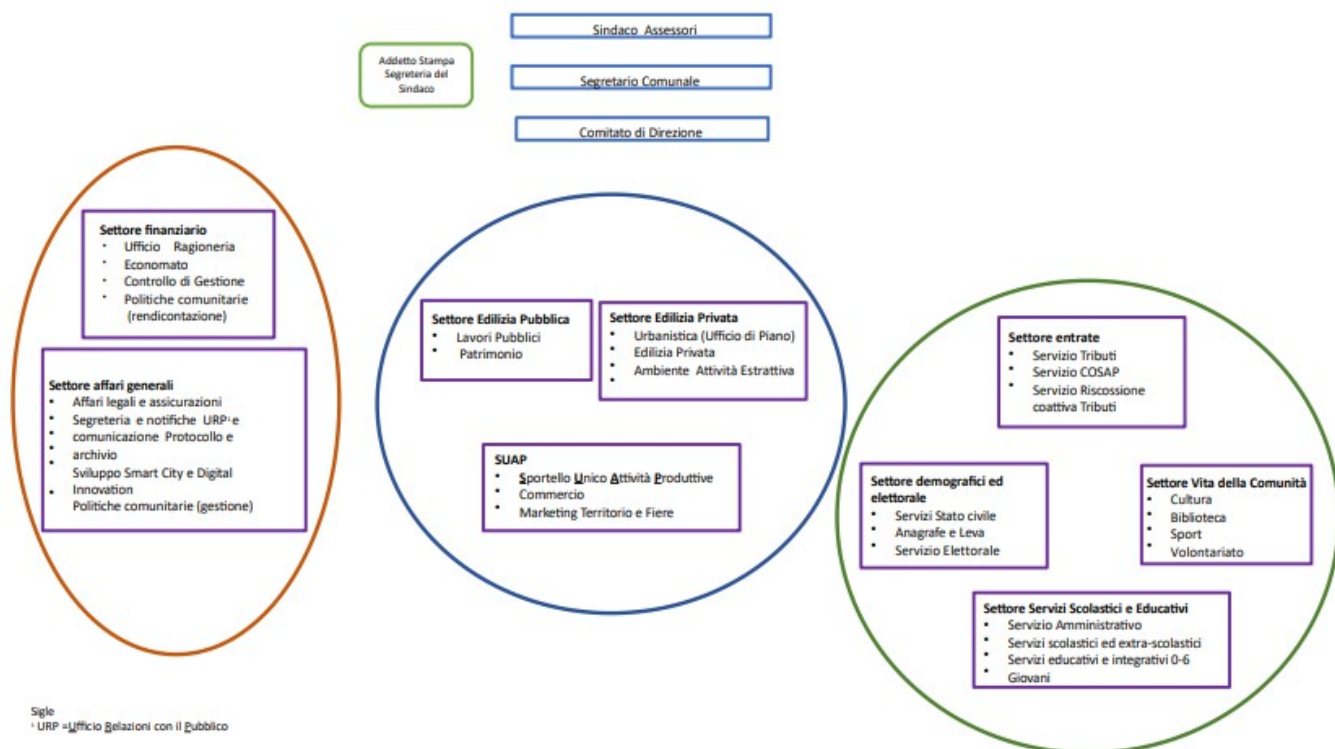 Sindaco Assessori
Addetto Stampa
Segreteria del
Sindaco
Segretario Comunale
Comitato di Direzione
Settore finanziario
• Ufficio Ragioneria
• Economato
• Controllo di Gestione
• Politiche comunitarie
(rendicontazione)
Settore affari generali
• Affari legali e assicurazioni
• Segreteria e notifiche URP¹ e
• comunicazione Protocollo e
• archivio
• Sviluppo Smart City e Digital
• Innovation
Politiche comunitarie (gestione)
Settore Edilizia Pubblica
• Lavori Pubblici
• Patrimonio
Settore Edilizia Privata
• Urbanistica (Ufficio di Piano)
• Edilizia Privata
• Ambiente Attività Estrattiva
•
SUAP
• Sportello Unico Attività Produttive
• Commercio
• Marketing Territorio e Fiere
Settore entrate
• Servizio Tributi
• Servizio COSAP
• Servizio Riscossione
coattiva Tributi
Settore demografici ed
elettorale
• Servizi Stato civile
• Anagrafe e Leva
• Servizio Elettorale
Settore Vita della Comunità
• Cultura
• Biblioteca
• Sport
• Volontariato
Settore Servizi Scolastici e Educativi
• Servizio Amministrativo
• Servizi scolastici ed extra-scolastici
• Servizi educativi e integrativi 0-6
• Giovani
Sigle
¹ URP =Ufficio Relazioni con il Pubblico